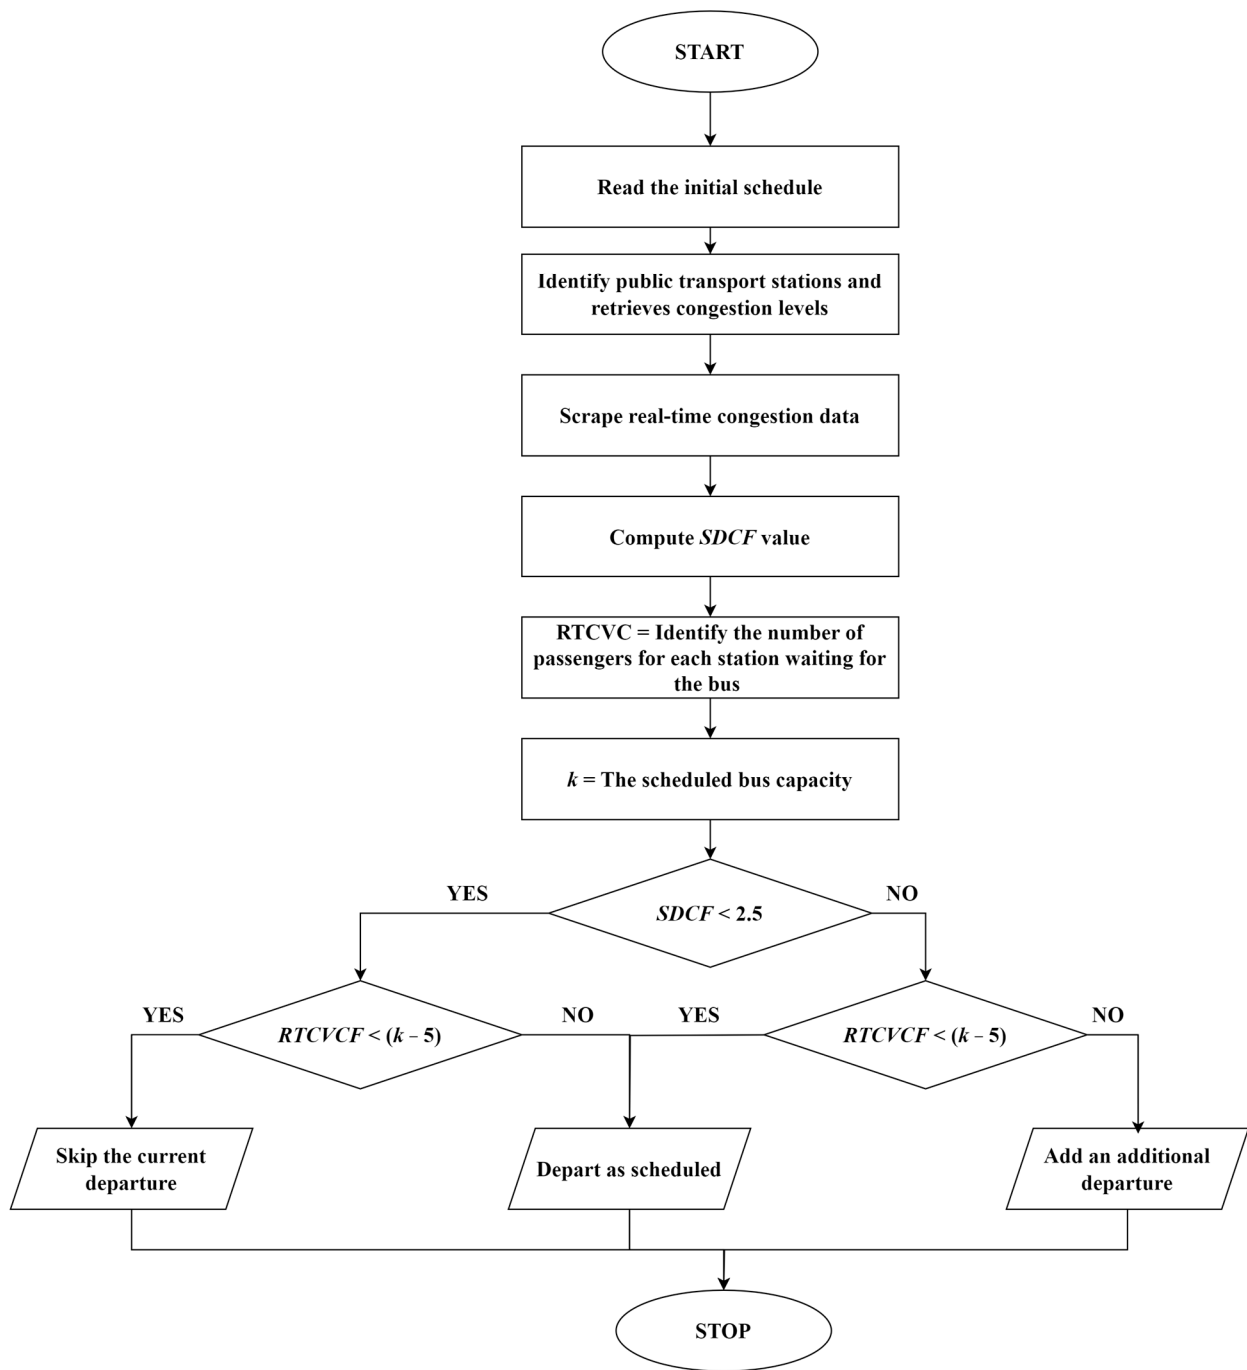 START
Read the initial schedule
Identify public transport stations and
retrieves congestion levels
Scrape real-time congestion data
Compute SDCF value
RTCVC = Identify the number of
passengers for each station waiting for
the bus
k = The scheduled bus capacity
YES
SDCF < 2.5
NO
YES
RTCVCF < (k – 5)
NO
YES
RTCVCF < (k – 5)
NO
Skip the current
departure
Depart as scheduled
Add an additional
departure
STOP